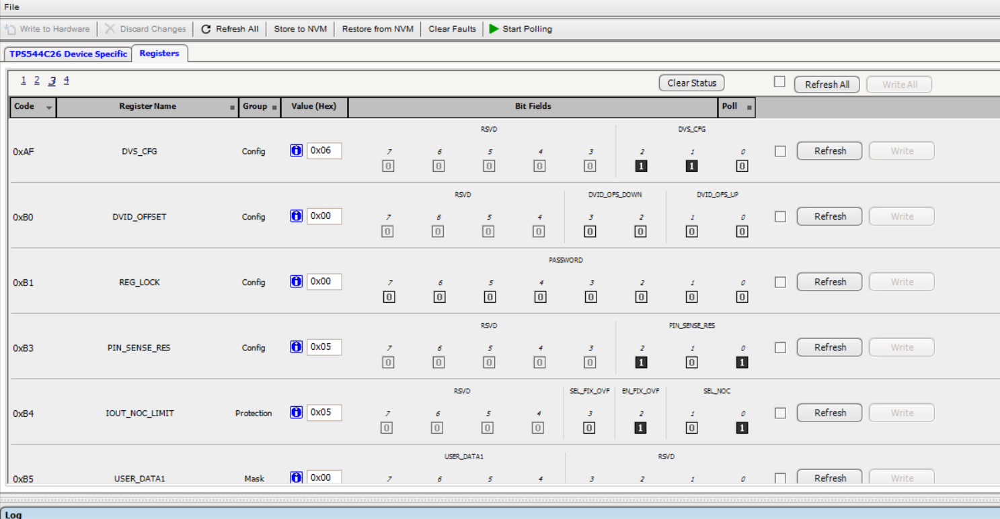 File
Write to Hardware Discard Changes Refresh All Store to NVM Restore from NVM Clear Faults Start Polling
TPS544C26 Device Specific Registers
1 2 3 4 Clear Status Refresh All Write All
Code Register Name Group Value (Hex) Bit Fields Poll
RSVD DVS_CFG
0xAF DVS_CFG Config 0x06 7 6 5 4 3 2 1 0 Refresh Write
0 0 0 0 0 1 1 0
RSVD DVID_OFS_DOWN DVID_OFS_UP
0xB0 DVID_OFFSET Config 0x00 7 6 5 4 3 2 1 0 Refresh Write
0 0 0 0 0 0 0 0
PASSWORD
0xB1 REG_LOCK Config 0x00 7 6 5 4 3 2 1 0 Refresh Write
0 0 0 0 0 0 0 0
RSVD PIN_SENSE_RES
0xB3 PIN_SENSE_RES Config 0x05 7 6 5 4 3 2 1 0 Refresh Write
0 0 0 0 0 1 0 1
RSVD SEL_FIX_OVF EN_FIX_OVF SEL_NOC
0xB4 IOUT_NOC_LIMIT Protection 0x05 7 6 5 4 3 2 1 0 Refresh Write
0 0 0 0 0 1 0 1
USER_DATA1 RSVD
0xB5 USER_DATA1 Mask 0x00 7 6 5 4 3 2 1 0 Refresh Write
Log